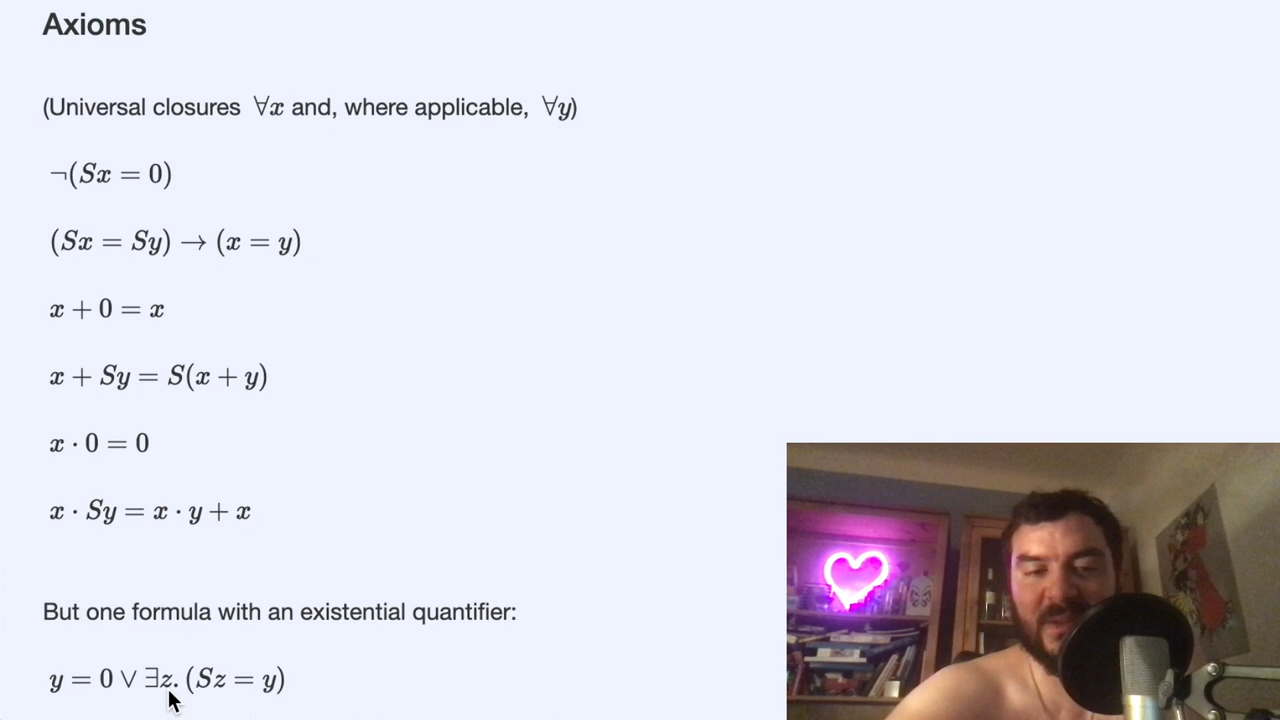 Axioms
(Universal closures ∀x and, where applicable, ∀y)
¬(Sx = 0)
(Sx = Sy) → (x = y)
x + 0 = x
x + Sy = S(x + y)
x · 0 = 0
x · Sy = x · y + x
But one formula with an existential quantifier:
y = 0 ∨ ∃z. (Sz = y)